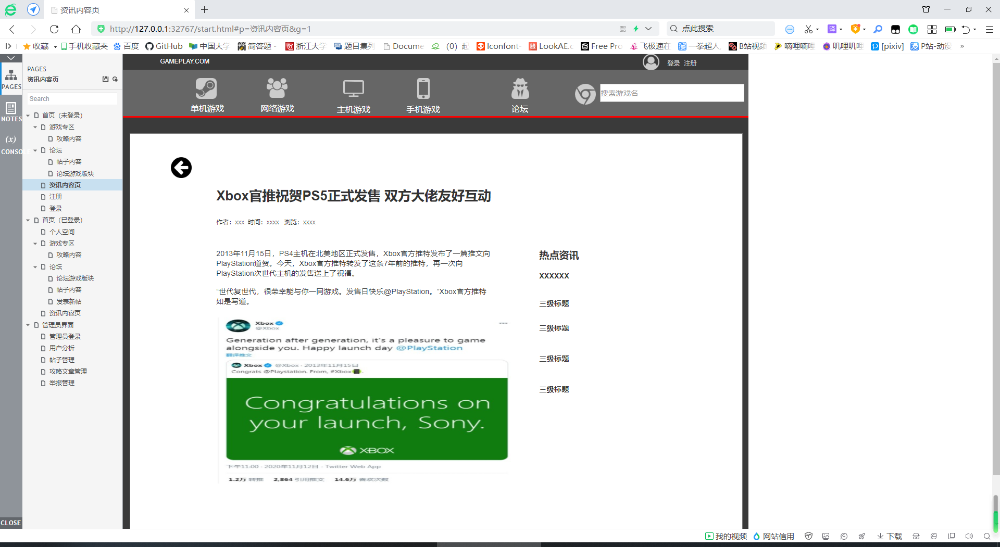 资讯内容页
http://127.0.0.1:32767/start.html#p=资讯内容页&g=1
点此搜索
译
收藏 手机收藏夹 百度 GitHub 中国大学 简答题 - 浙江大学 题目集列 Docume (0) 起 Iconfont- LookAE.c Free Pro 飞极速在 一拳超人 B站视频 嘀哩嘀哩 叽哩叽哩 [pixiv] P站-动漫 »
PAGES
NOTES
(x)
CONSOLE
CLOSE
PAGES
资讯内容页
Search
首页（未登录）
游戏专区
攻略内容
论坛
帖子内容
论坛游戏版块
资讯内容页
注册
登录
首页（已登录）
个人空间
游戏专区
攻略内容
论坛
论坛游戏版块
帖子内容
发表新帖
资讯内容页
管理员界面
管理员登录
用户分析
帖子管理
攻略文章管理
举报管理
GAMEPLAY.COM
登录 注册
单机游戏 网络游戏 主机游戏 手机游戏 论坛
搜索游戏名
Xbox官推祝贺PS5正式发售 双方大佬友好互动
作者：xxx 时间：xxxx 浏览：xxxx
2013年11月15日，PS4主机在北美地区正式发售，Xbox官方推特发布了一篇推文向
PlayStation道贺。今天，Xbox官方推特转发了这条7年前的推特，再一次向
PlayStation次世代主机的发售送上了祝福。
“世代复世代，很荣幸能与你一同游戏。发售日快乐@PlayStation。”Xbox官方推特
如是写道。
Xbox
@Xbox
Generation after generation, it's a pleasure to game
alongside you. Happy launch day @PlayStation
翻译推文
Xbox @Xbox · 2013年11月15日
Congrats @Playstation. From, #Xbox .
Congratulations on
your launch, Sony.
XBOX
下午11:00 · 2020年11月12日 · Twitter Web App
1.2万 转推 2,864 引用推文 14.6万 喜欢次数
热点资讯
XXXXXX
三级标题
三级标题
三级标题
三级标题
我的视频 网站信用 下载